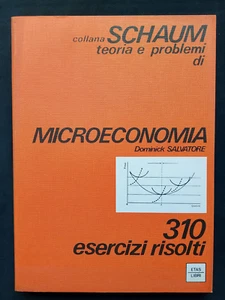 collana SCHAUM
teoria e problemi
di
MICROECONOMIA
Dominick SALVATORE
310
esercizi risolti
ETAS
LIBRI